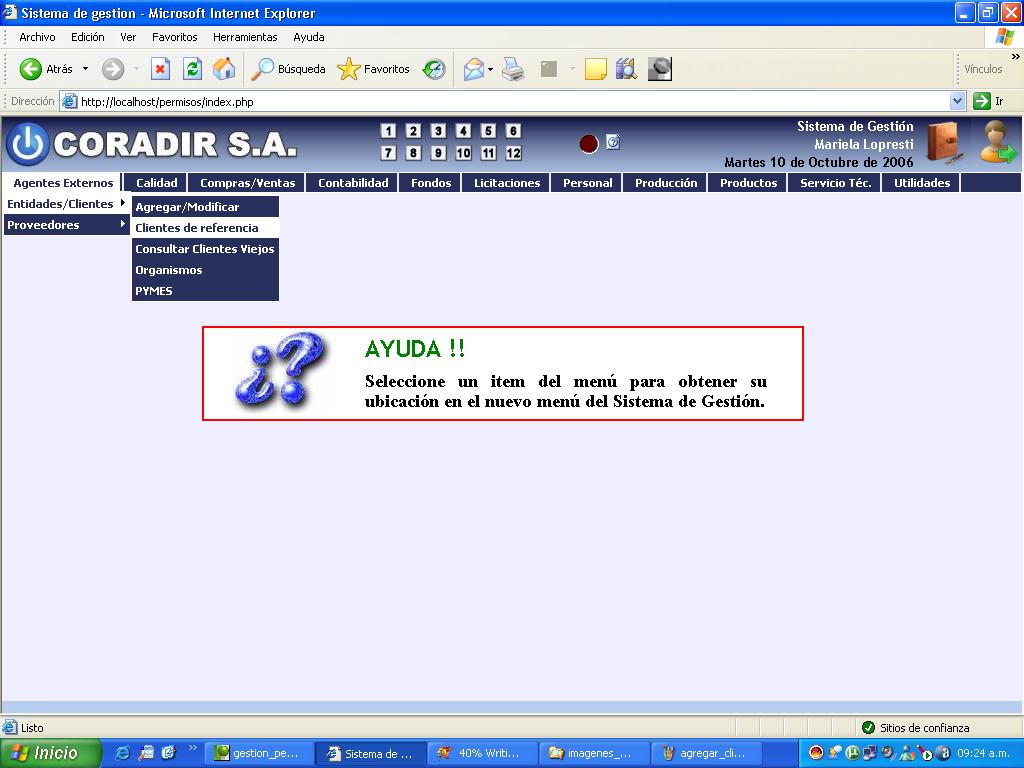 Sistema de gestion - Microsoft Internet Explorer
Archivo Edición Ver Favoritos Herramientas Ayuda
Atrás Búsqueda Favoritos Vínculos »
Dirección http://localhost/permisos/index.php Ir
CORADIR S.A.
1 2 3 4 5 6
7 8 9 10 11 12
Sistema de Gestión
Mariela Lopresti
Martes 10 de Octubre de 2006
Agentes Externos Calidad Compras/Ventas Contabilidad Fondos Licitaciones Personal Producción Productos Servicio Téc. Utilidades
Entidades/Clientes
Proveedores
Agregar/Modificar
Clientes de referencia
Consultar Clientes Viejos
Organismos
PYMES
¿?
AYUDA !!
Seleccione un item del menú para obtener su
ubicación en el nuevo menú del Sistema de Gestión.
Listo Sitios de confianza
Inicio » gestion_pe... Sistema de ... 40% Writi... imagenes_... agregar_cli... 09:24 a.m.